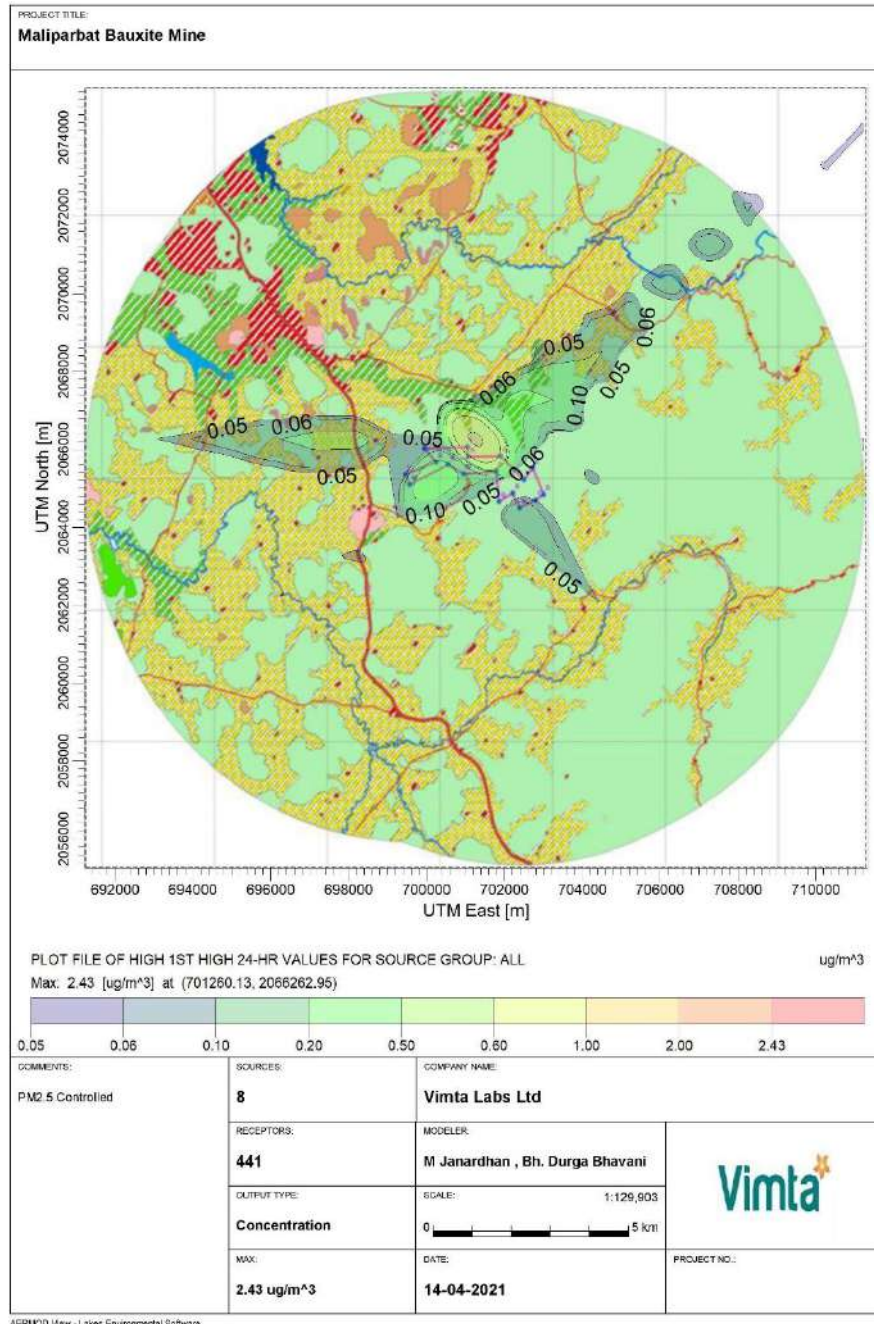 PROJECT TITLE:
Maliparbat Bauxite Mine
UTM North [m]
2074000
2072000
2070000
2068000
2066000
2064000
2062000
2060000
2058000
2056000
0.06
0.05
0.06
0.05
0.10
0.05
0.06
0.05
0.05
0.06
0.05
0.10
0.05
692000 694000 696000 698000 700000 702000 704000 706000 708000 710000
UTM East [m]
PLOT FILE OF HIGH 1ST HIGH 24-HR VALUES FOR SOURCE GROUP: ALL ug/m^3
Max: 2.43 [ug/m^3] at (701260.13, 2066262.95)
0.05 0.06 0.10 0.20 0.50 0.60 1.00 2.00 2.43
COMMENTS:
PM2.5 Controlled
SOURCES:
8
COMPANY NAME:
Vimta Labs Ltd
RECEPTORS:
441
MODELER:
M Janardhan , Bh. Durga Bhavani
OUTPUT TYPE:
Concentration
SCALE: 1:129,903
0 5 km
MAX:
2.43 ug/m^3
DATE:
14-04-2021
Vimta
PROJECT NO.:
AERMOD View - Lakes Environmental Software